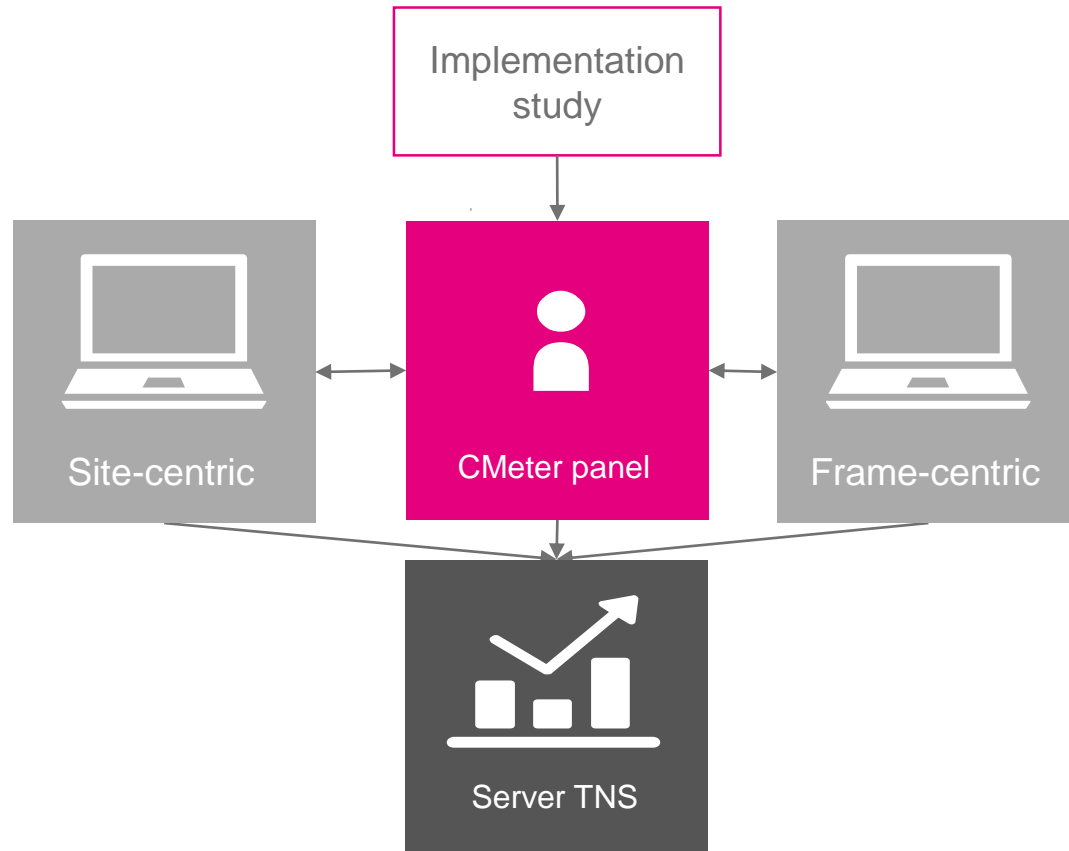 Implementation
study
Site-centric
CMeter panel
Frame-centric
Server TNS